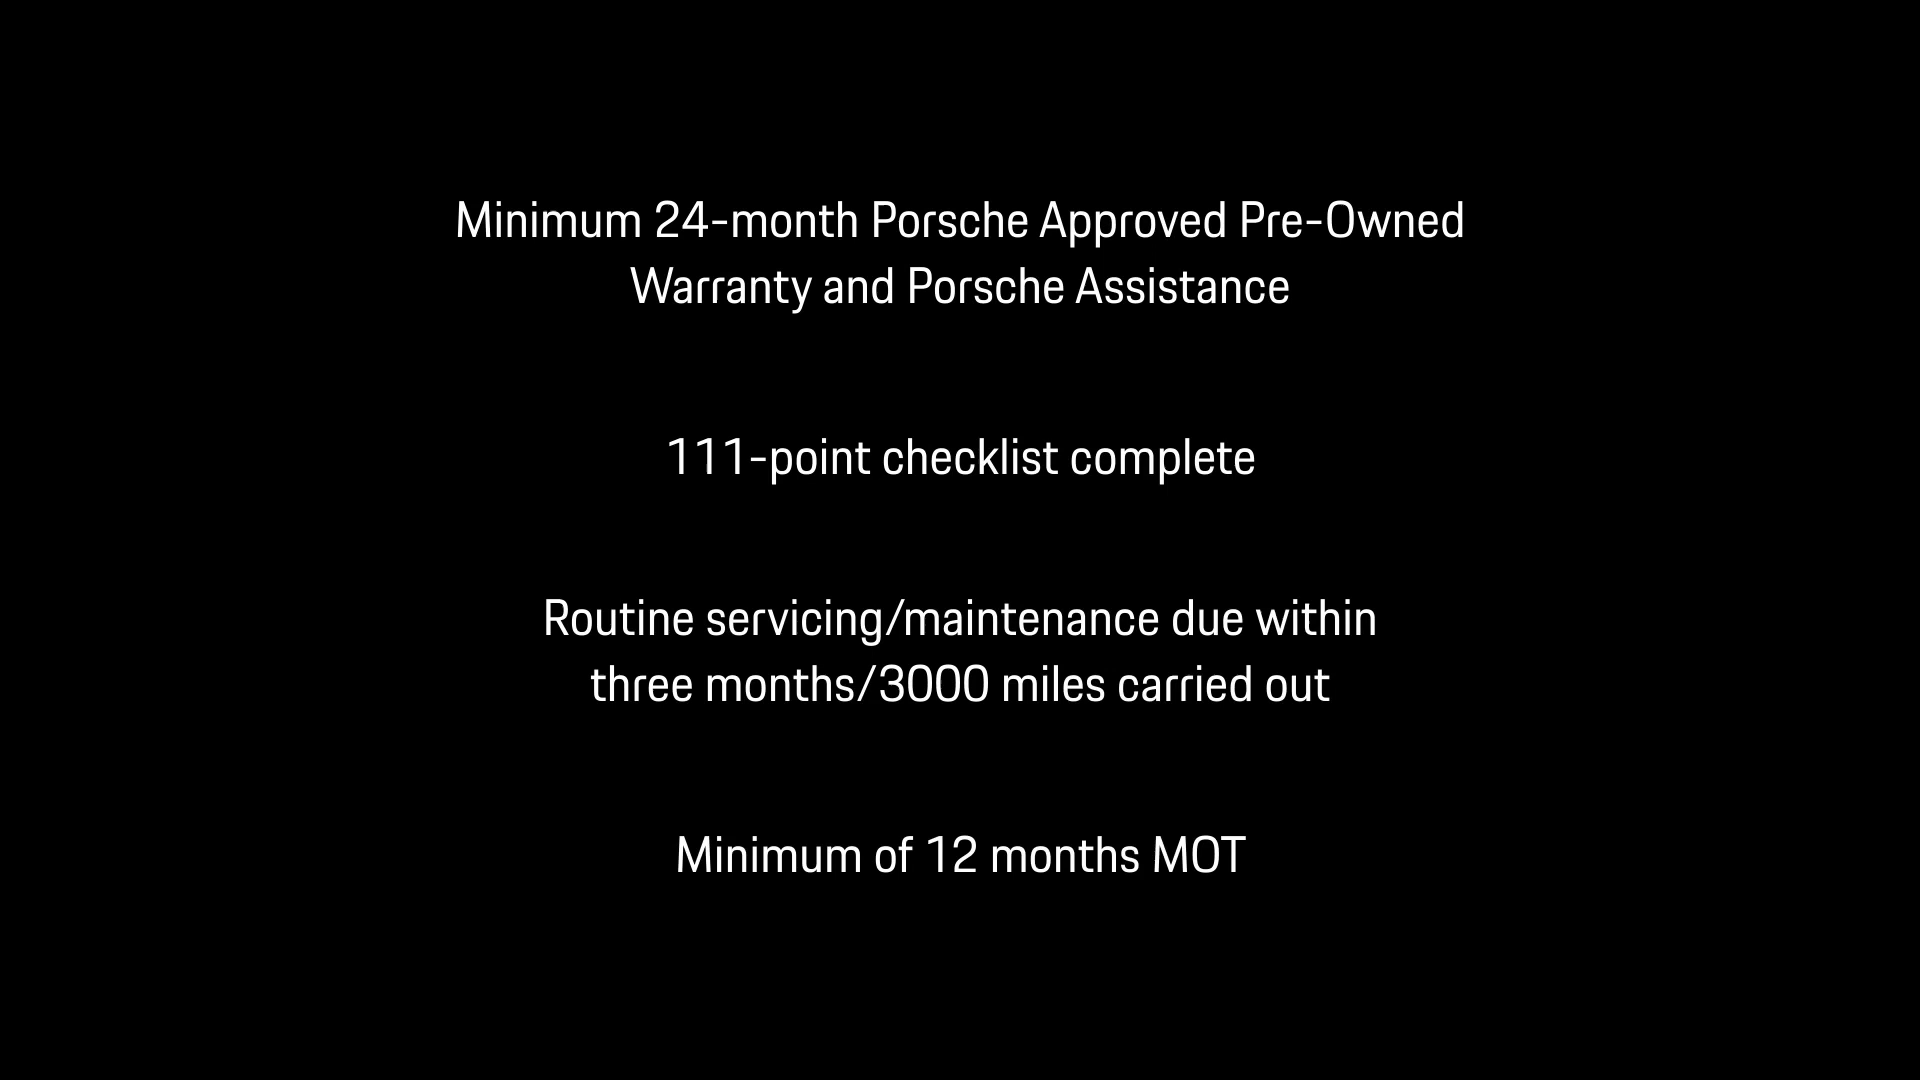 Minimum 24-month Porsche Approved Pre-Owned
Warranty and Porsche Assistance
111-point checklist complete
Routine servicing/maintenance due within
three months/3000 miles carried out
Minimum of 12 months MOT